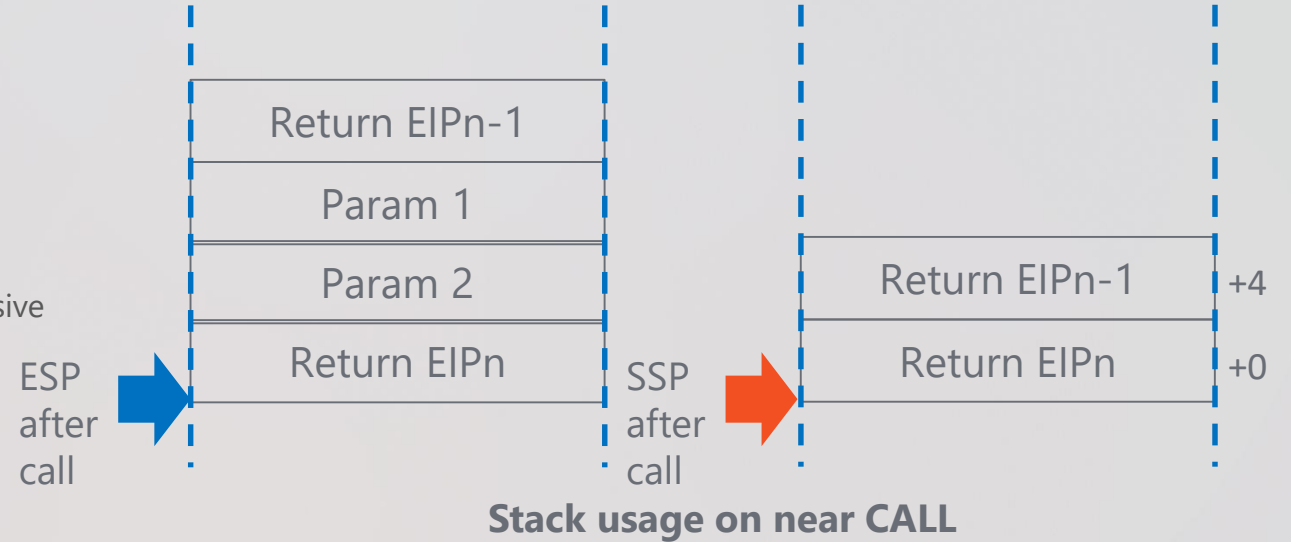 Return EIPn-1
Param 1
Param 2
Return EIPn
ESP
after
call
Return EIPn-1
+4
Return EIPn
+0
SSP
after
call
Stack usage on near CALL